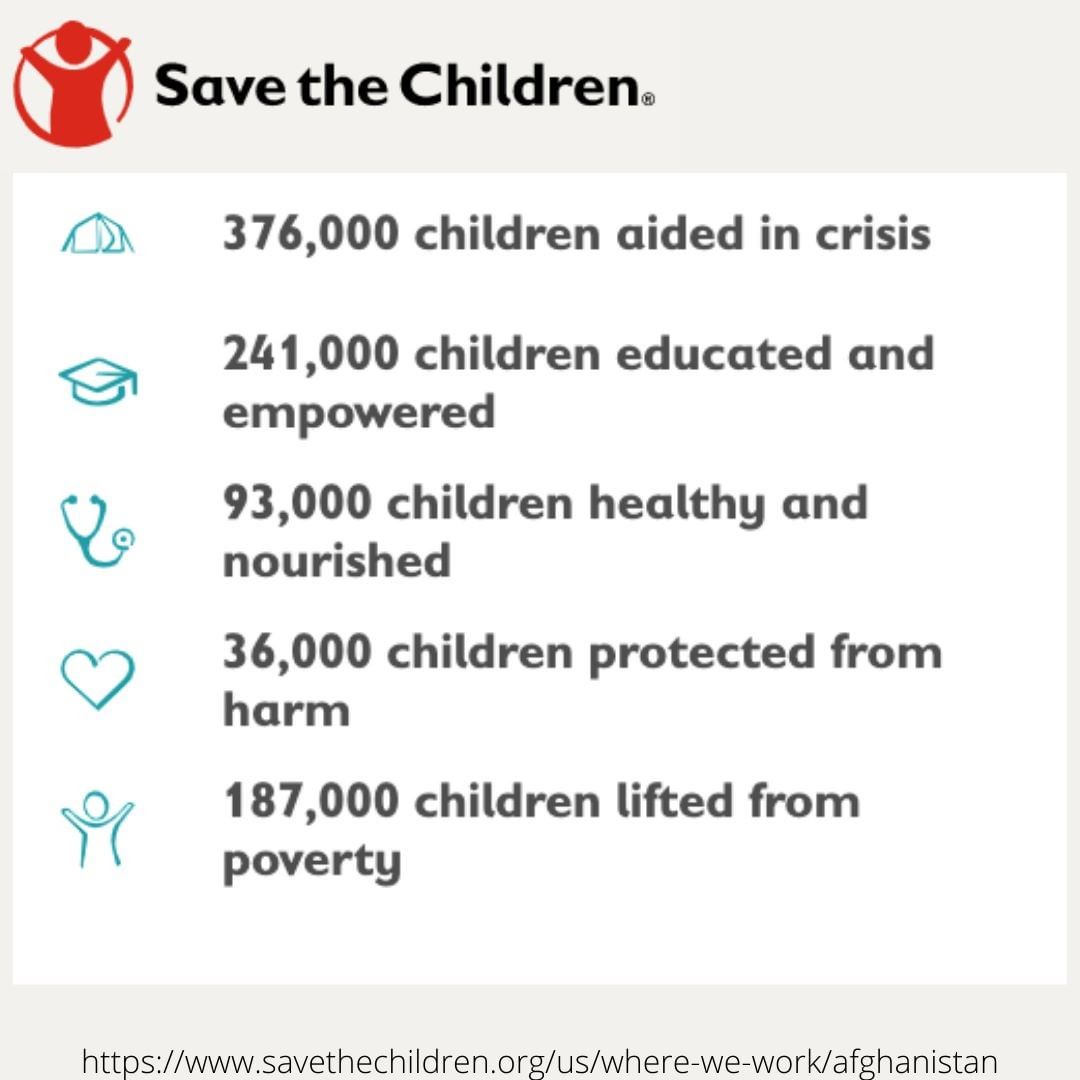 Save the Children®
376,000 children aided in crisis
241,000 children educated and
empowered
93,000 children healthy and
nourished
36,000 children protected from
harm
187,000 children lifted from
poverty
https://www.savethechildren.org/us/where-we-work/afghanistan